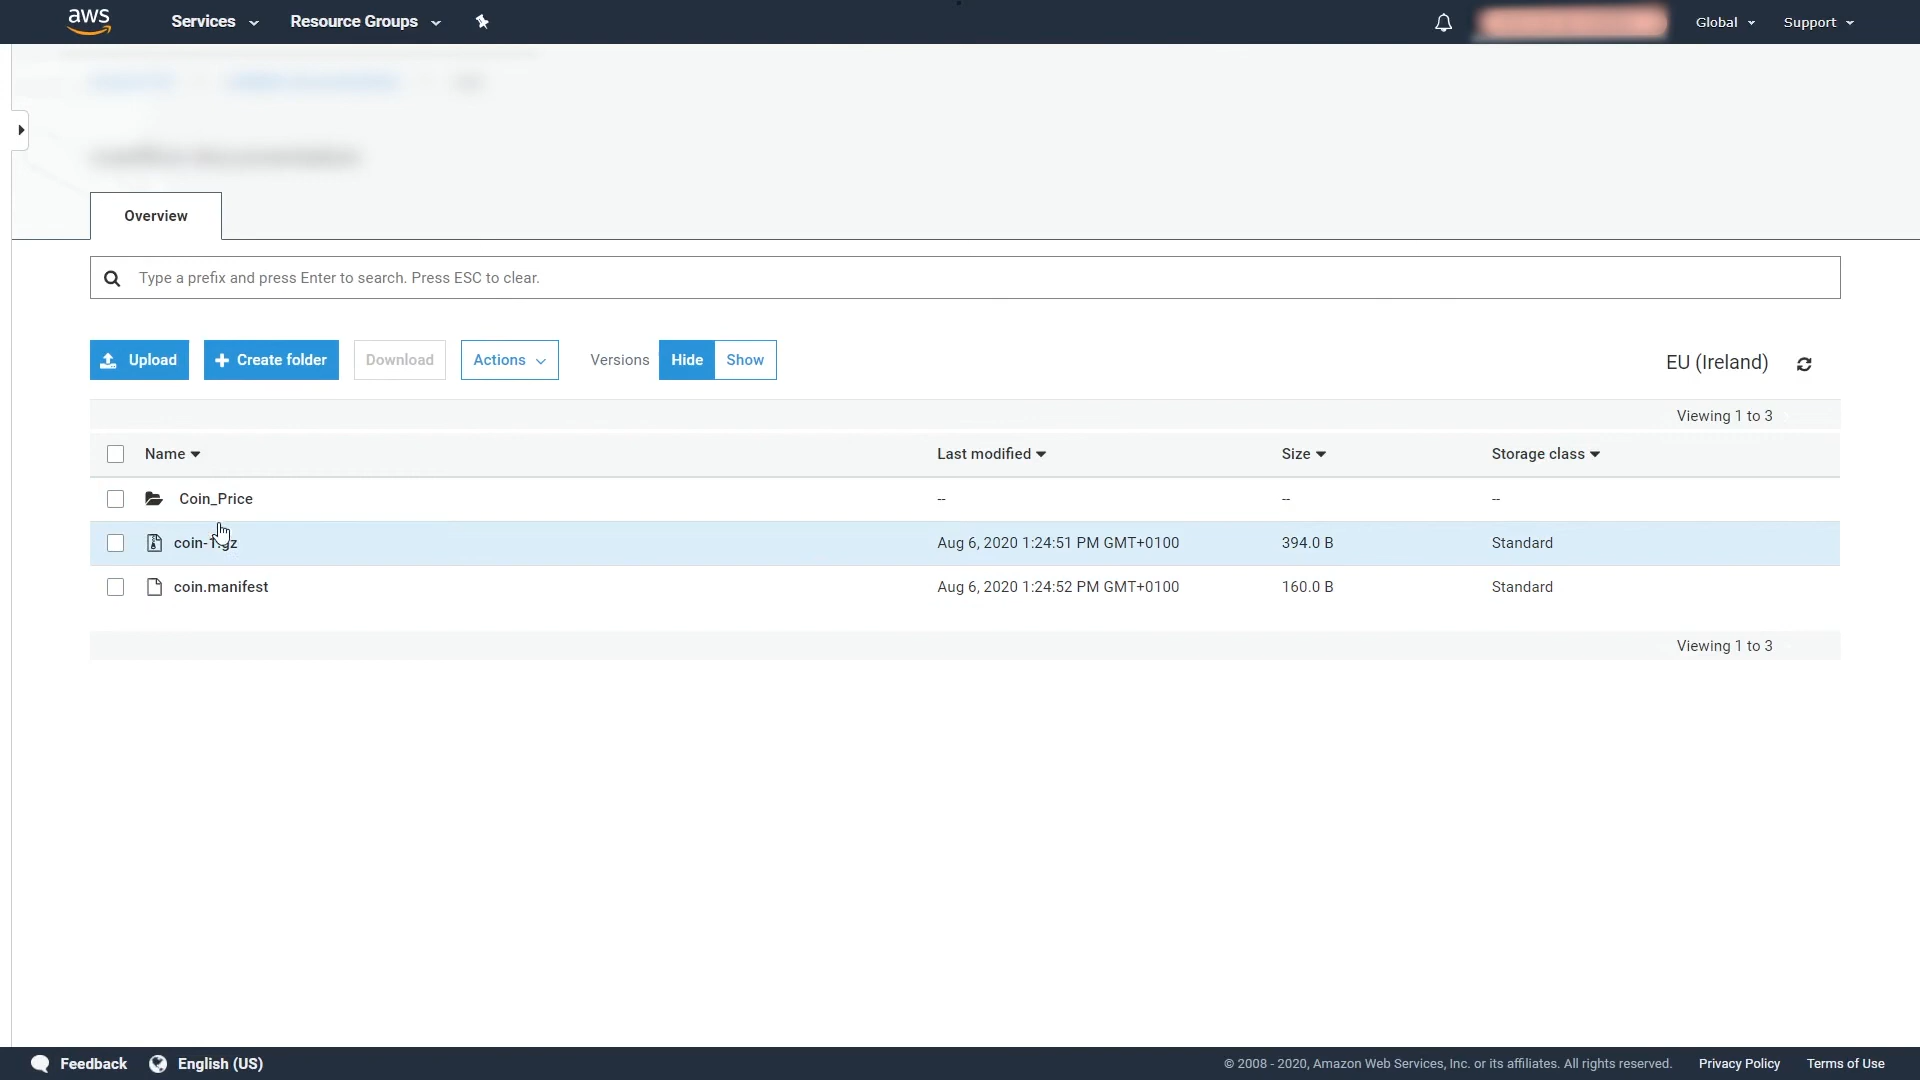 aws Services Resource Groups Global Support
Overview
Type a prefix and press Enter to search. Press ESC to clear.
Upload Create folder Download Actions Versions Hide Show EU (Ireland)
Viewing 1 to 3
Name Last modified Size Storage class
Coin_Price -- -- --
coin-1.gz Aug 6, 2020 1:24:51 PM GMT+0100 394.0 B Standard
coin.manifest Aug 6, 2020 1:24:52 PM GMT+0100 160.0 B Standard
Viewing 1 to 3
Feedback English (US) © 2008 - 2020, Amazon Web Services, Inc. or its affiliates. All rights reserved. Privacy Policy Terms of Use